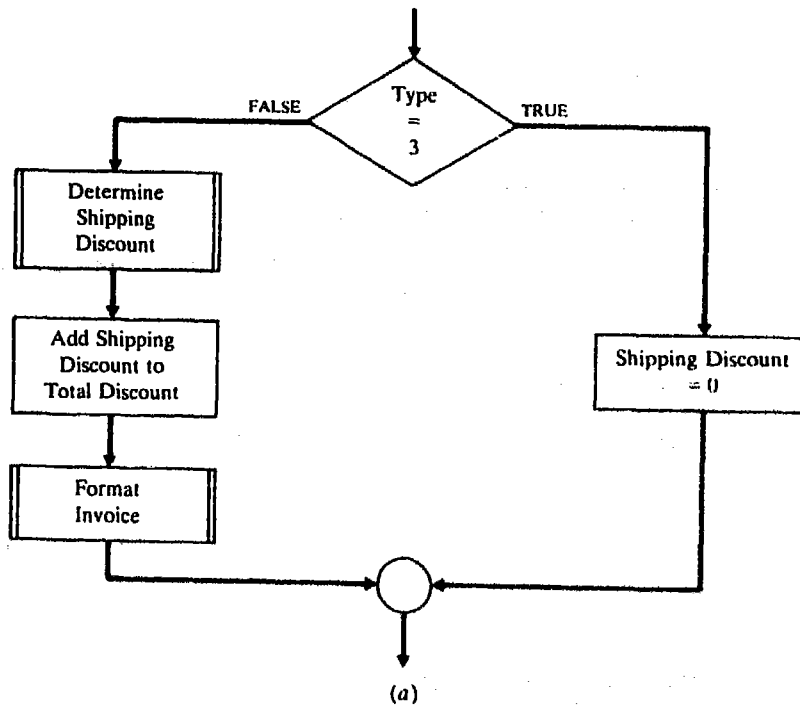 Type
=
3
FALSE
TRUE
Determine
Shipping
Discount
Add Shipping
Discount to
Total Discount
Format
Invoice
Shipping Discount
= 0
(a)